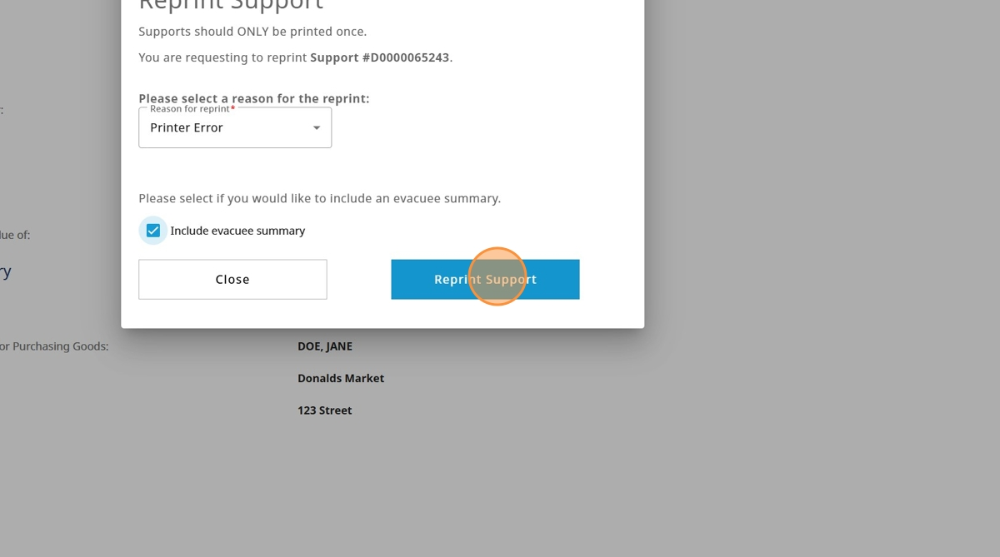 Reprint Support
Supports should ONLY be printed once.
You are requesting to reprint Support #D0000065243.
Please select a reason for the reprint:
Reason for reprint*
Printer Error
Please select if you would like to include an evacuee summary.
lue of:
Include evacuee summary
ry
Close
Reprint Support
or Purchasing Goods:
DOE, JANE
Donalds Market
123 Street